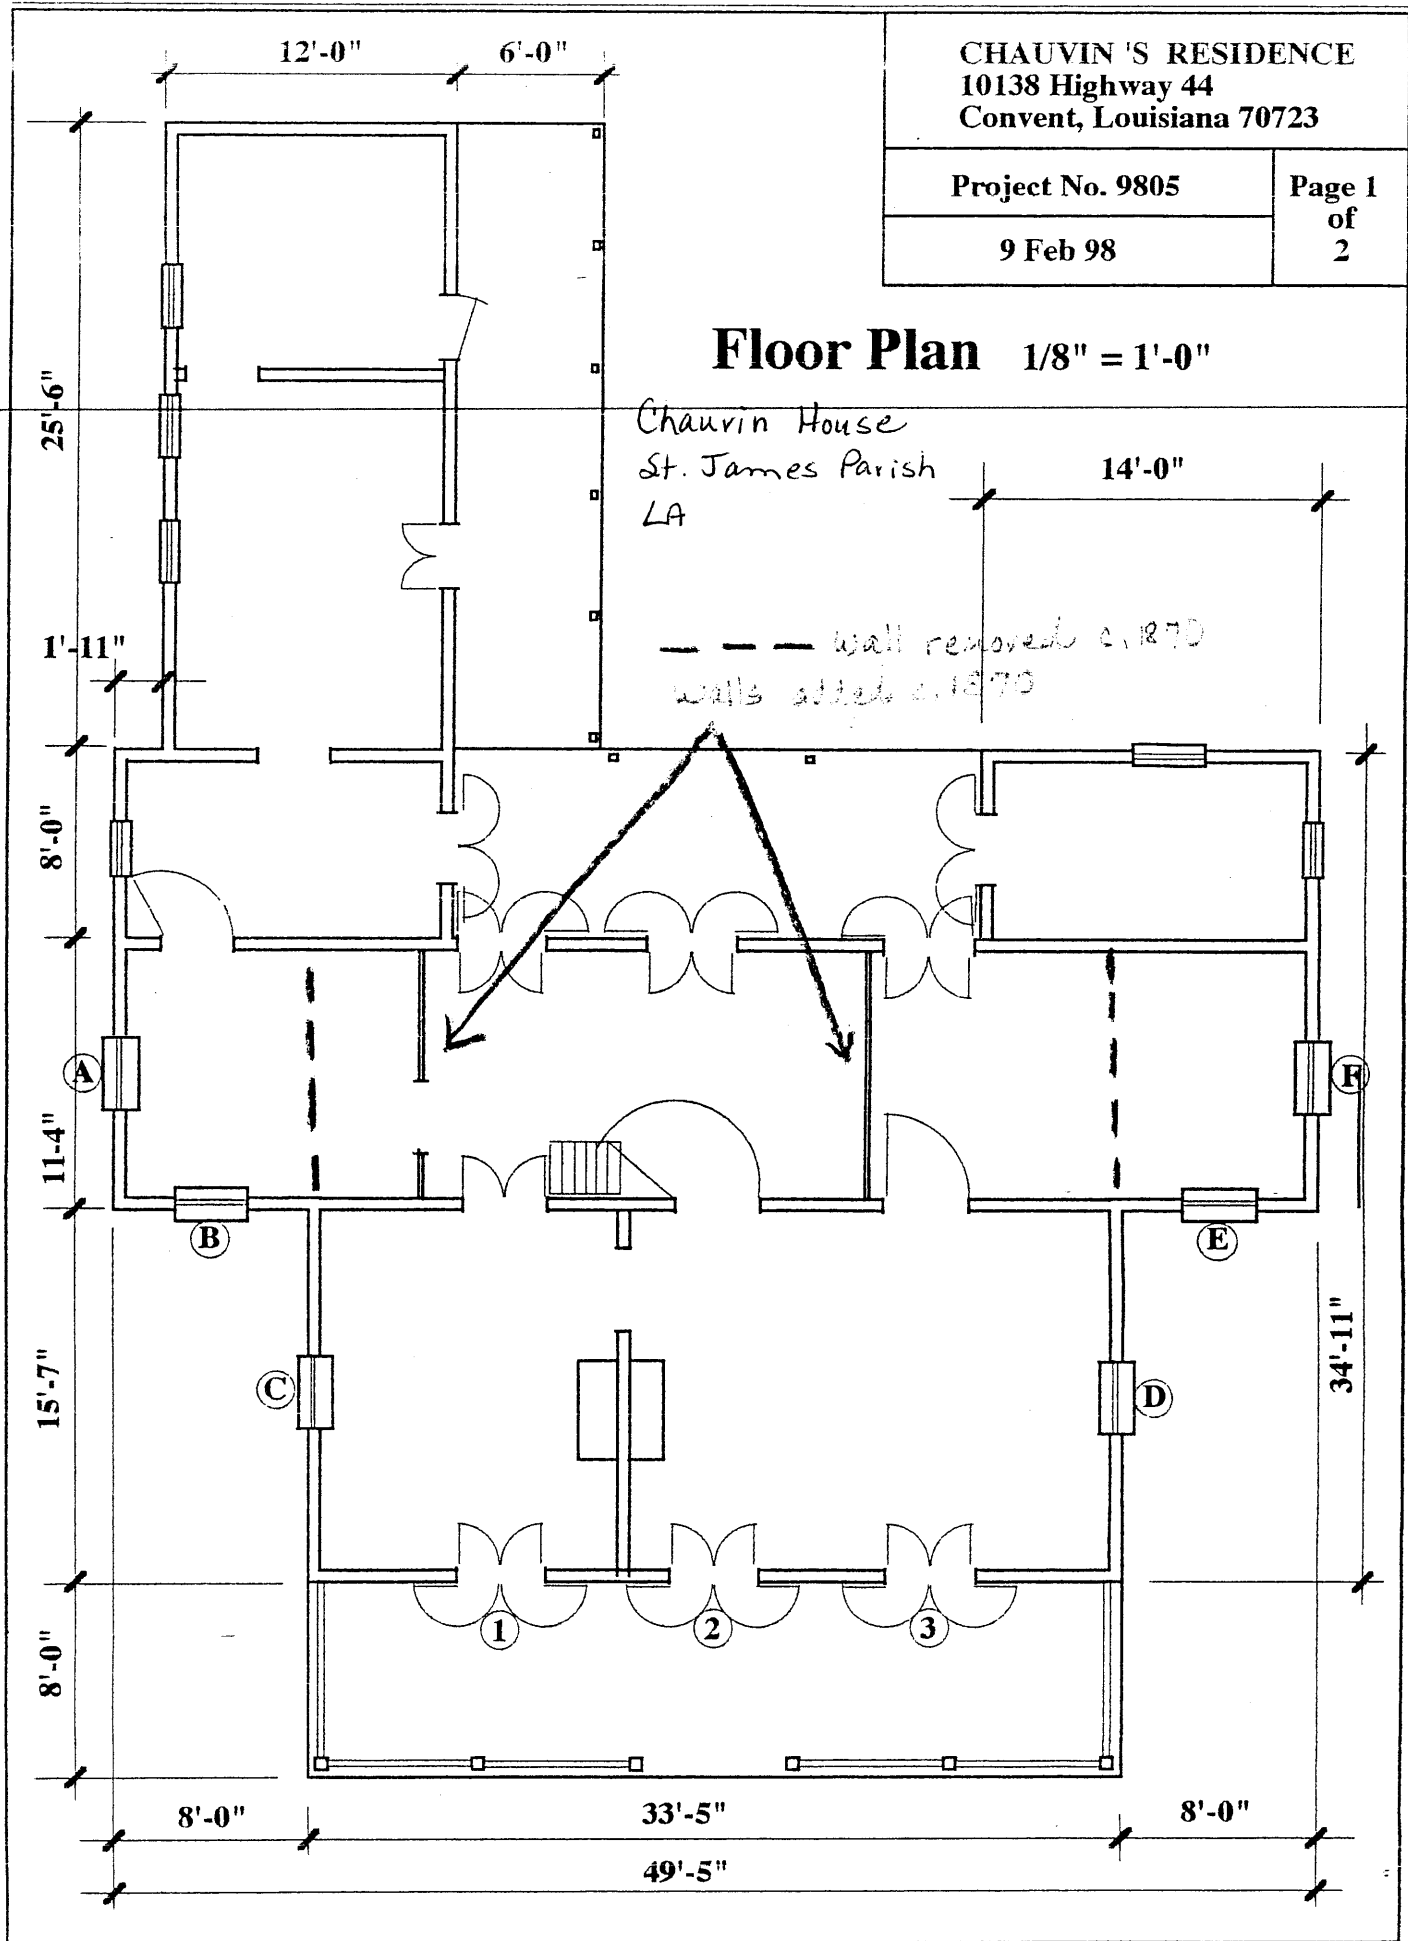 CHAUVIN 'S RESIDENCE
10138 Highway 44
Convent, Louisiana 70723
Project No. 9805
Page 1
of
2
9 Feb 98
12'-0"
6'-0"
Floor Plan 1/8" = 1'-0"
Chauvin House
St. James Parish
LA
25'-6"
14'-0"
1'-11"
wall removed c.1870
walls added c.1870
8'-0"
A
F
11-4"
B
E
34'-11"
15'-7"
C
D
1
2
3
8'-0"
8'-0"
33'-5"
8'-0"
49'-5"